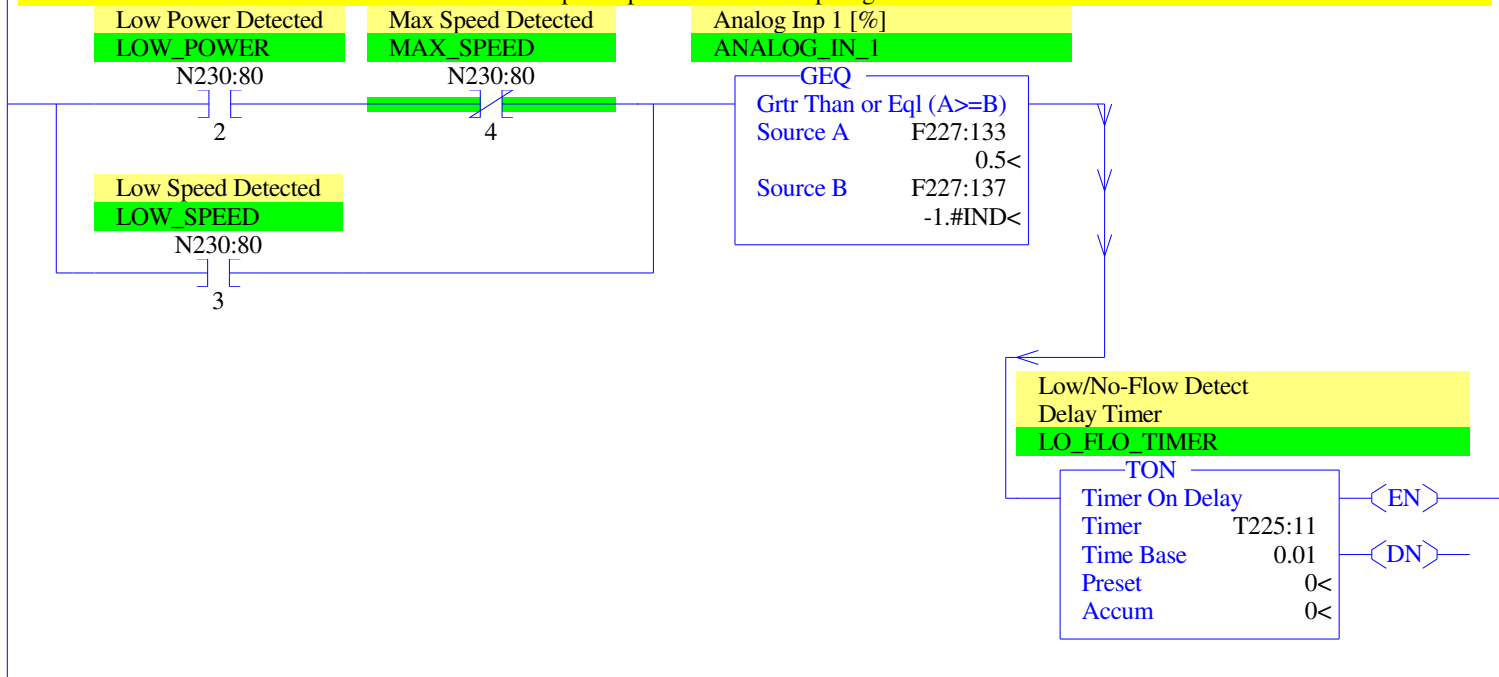 Low Power Detected
LOW_POWER
N230:80
2
Max Speed Detected
MAX_SPEED
N230:80
4
Analog Inp 1 [%]
ANALOG_IN_1
GEQ
Grtr Than or Eql (A>=B)
Source A F227:133
0.5<
Source B F227:137
-1.#IND<
Low Speed Detected
LOW_SPEED
N230:80
3
Low/No-Flow Detect
Delay Timer
LO_FLO_TIMER
TON
Timer On Delay
Timer T225:11
Time Base 0.01
Preset 0<
Accum 0<
EN
DN